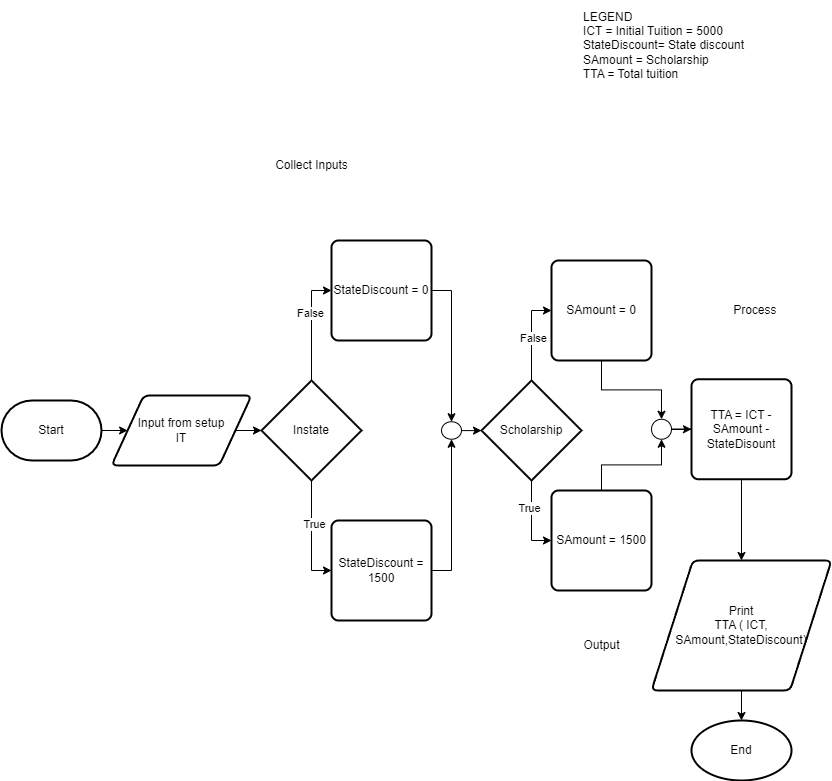 LEGEND
ICT = Initial Tuition = 5000
StateDiscount= State discount
SAmount = Scholarship
TTA = Total tuition
Collect Inputs
StateDiscount = 0
False
SAmount = 0
Process
False
Start
Input from setup
IT
Instate
Scholarship
TTA = ICT -
SAmount -
StateDisount
True
True
StateDiscount =
1500
SAmount = 1500
Print
TTA ( ICT,
SAmount,StateDiscount)
Output
End